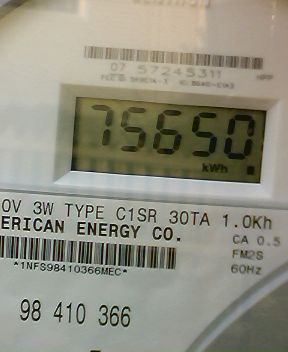 07 57245311
HPP
75650
kWh
0V 3W TYPE C1SR 30TA 1.0Kh
ERICAN ENERGY CO.
CA 0.5
*1NFS98410366MEC*
FM2S
60Hz
98 410 366